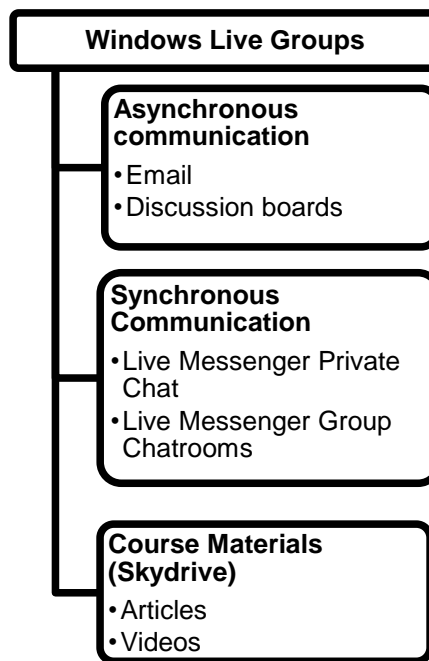 Windows Live Groups
Asynchronous
communication
•Email
•Discussion boards
Synchronous
Communication
•Live Messenger Private
Chat
•Live Messenger Group
Chatrooms
Course Materials
(Skydrive)
•Articles
•Videos